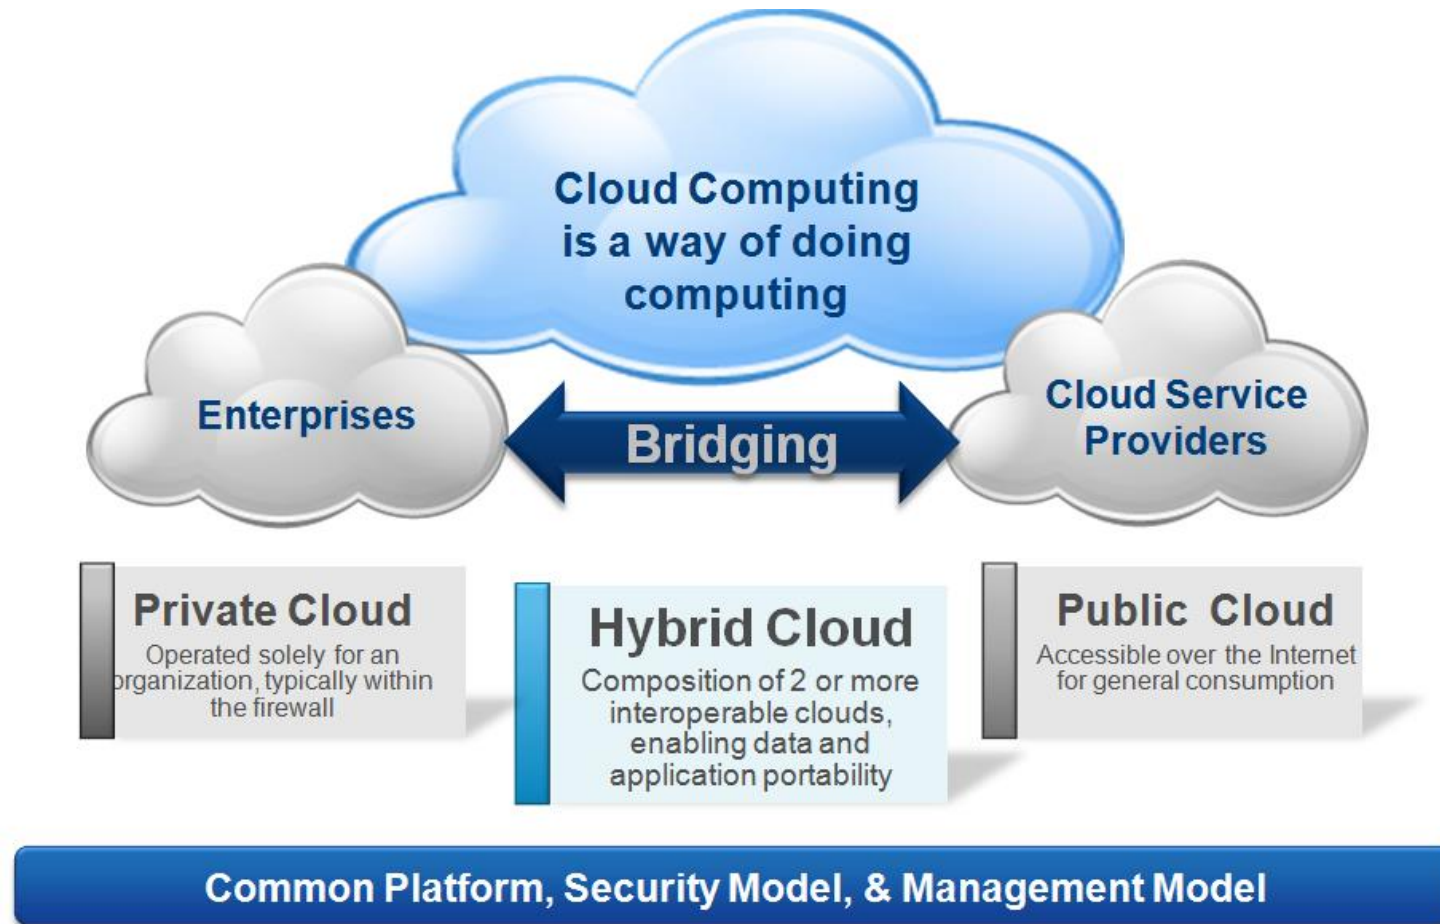 Cloud Computing
is a way of doing
computing
Enterprises
Bridging
Cloud Service
Providers
Private Cloud
Operated solely for an
organization, typically within
the firewall
Hybrid Cloud
Composition of 2 or more
interoperable clouds,
enabling data and
application portability
Public Cloud
Accessible over the Internet
for general consumption
Common Platform, Security Model, & Management Model